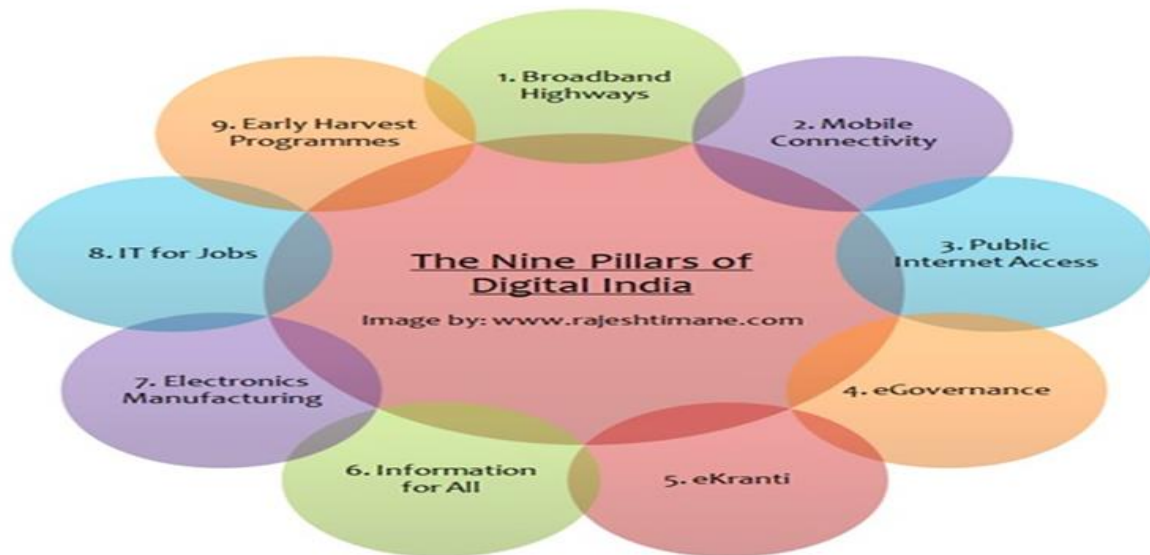 1. Broadband
Highways
2. Mobile
Connectivity
3. Public
Internet Access
4. eGovernance
5. eKranti
6. Information
for All
7. Electronics
Manufacturing
8. IT for Jobs
9. Early Harvest
Programmes
The Nine Pillars of
Digital India
Image by: www.rajeshtimane.com